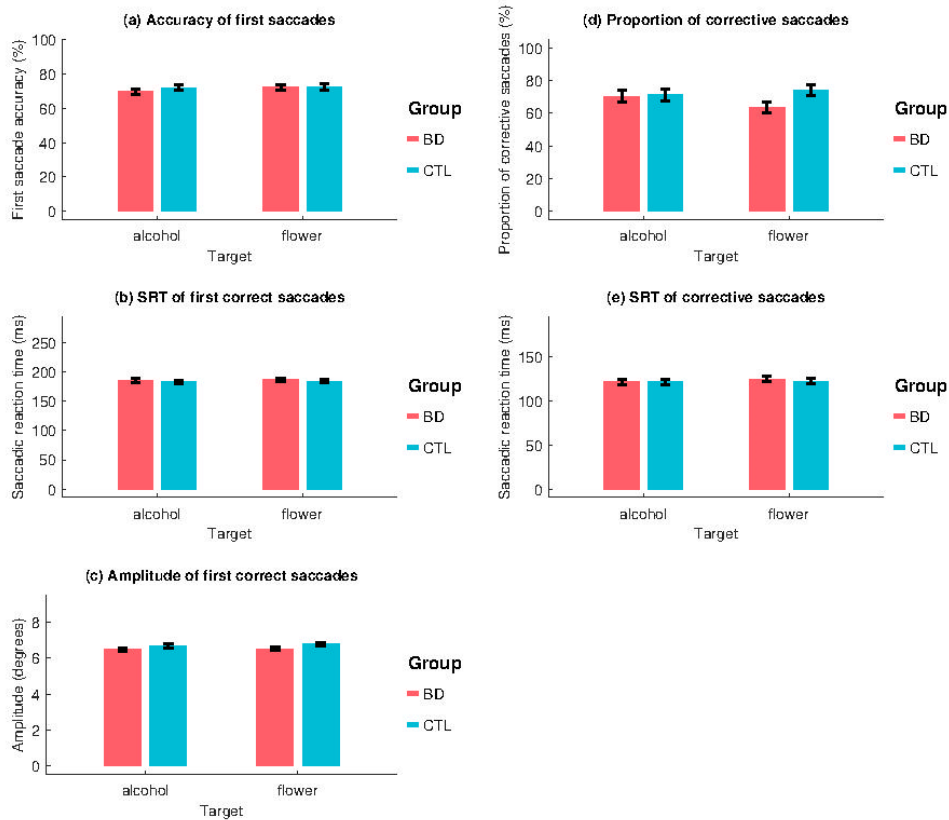 (a) Accuracy of first saccades
First saccade accuracy (%)
100
80
60
40
20
0
alcohol
flower
Target
Group
BD
CTL
(d) Proportion of corrective saccades
Proportion of corrective saccades (%)
100
80
60
40
20
0
alcohol
flower
Target
Group
BD
CTL
(b) SRT of first correct saccades
Saccadic reaction time (ms)
250
200
150
100
50
0
alcohol
flower
Target
Group
BD
CTL
(e) SRT of corrective saccades
Saccadic reaction time (ms)
150
100
50
0
alcohol
flower
Target
Group
BD
CTL
(c) Amplitude of first correct saccades
Amplitude (degrees)
8
6
4
2
0
alcohol
flower
Target
Group
BD
CTL